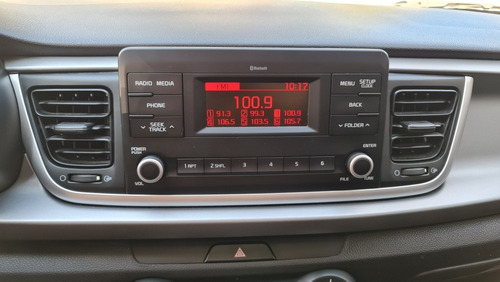 Bluetooth
RADIO MEDIA
FM1 10:17
MENU SETUP
CLOCK
100.9
PHONE
BACK
1 91.3 2 99.3 3 100.9
4 106.5 5 103.5 6 105.7
SEEK
TRACK
FOLDER
POWER
PUSH
1 RPT 2 SHFL 3 4 5 6
ENTER
VOL
FILE TUNE